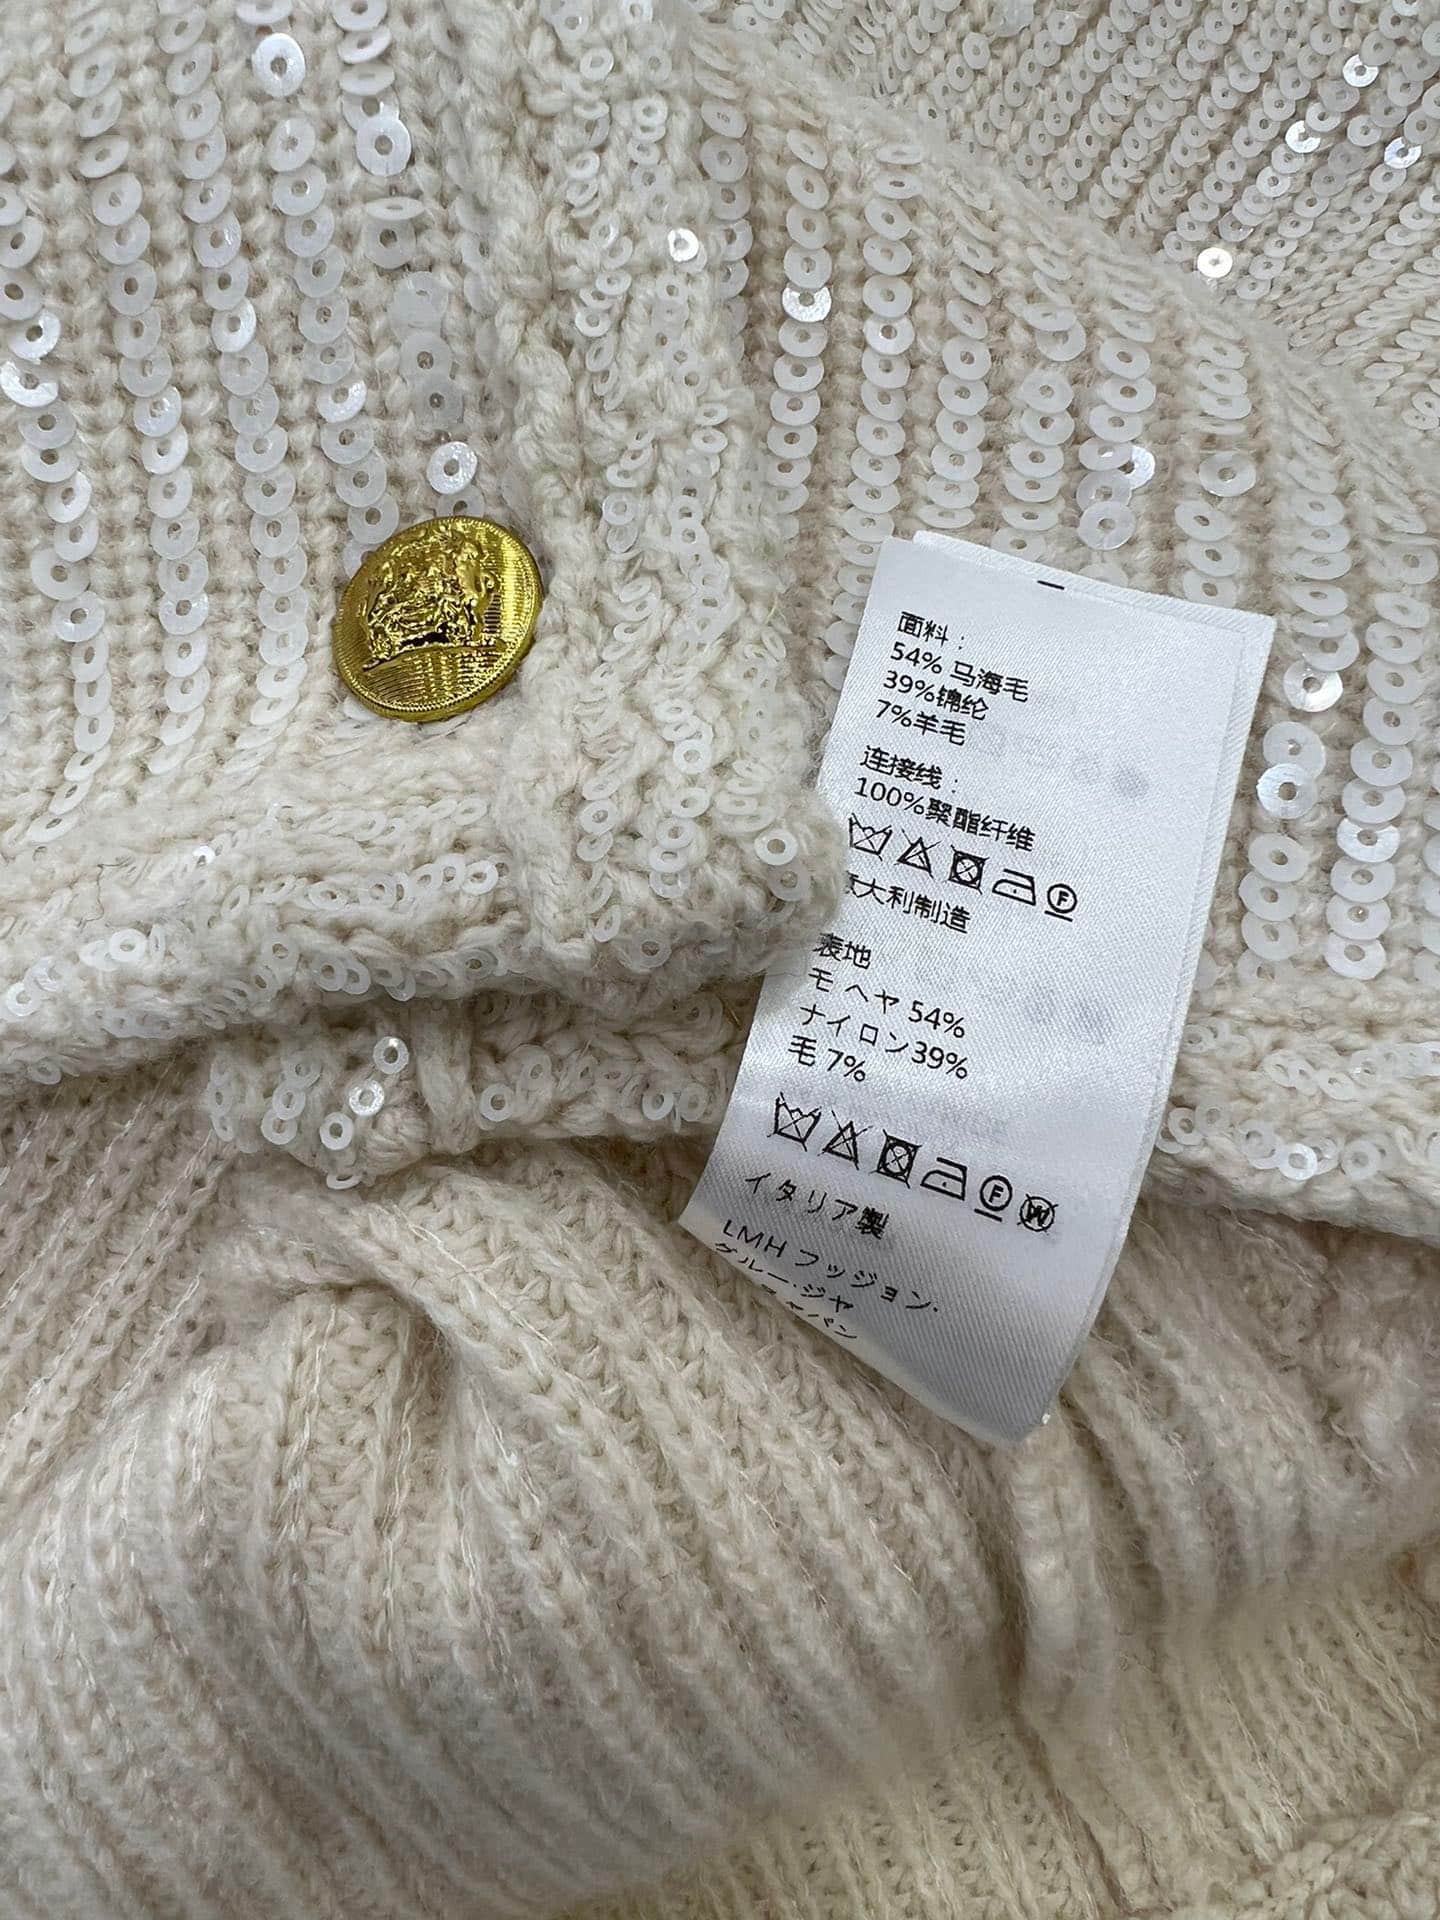 面料：
54% 马海毛
39%锦纶
7%羊毛
连接线：
100%聚酯纤维
F
意大利制造
表地
モ ヘヤ 54%
ナイロン39%
毛 7%
F W
イタリア製
LMH フッジョン.
グルー·ジャ
パン